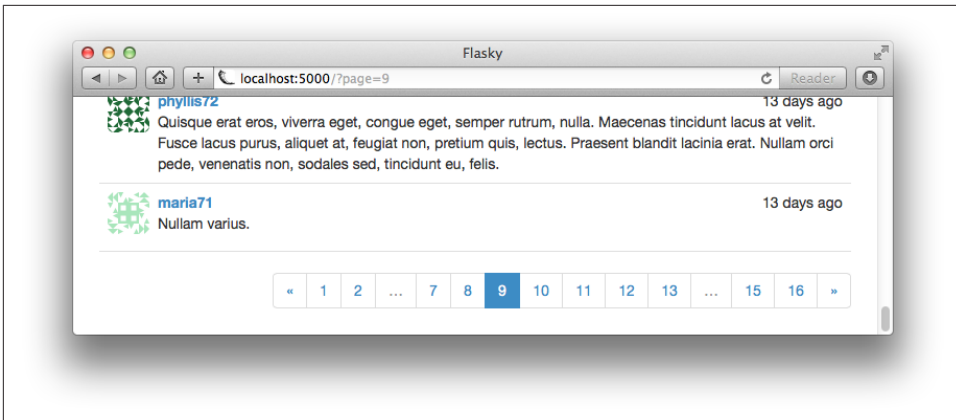 Flasky
localhost:5000/?page=9
Reader
phyllis72 13 days ago
Quisque erat eros, viverra eget, congue eget, semper rutrum, nulla. Maecenas tincidunt lacus at velit.
Fusce lacus purus, aliquet at, feugiat non, pretium quis, lectus. Praesent blandit lacinia erat. Nullam orci
pede, venenatis non, sodales sed, tincidunt eu, felis.
maria71 13 days ago
Nullam varius.
« 1 2 … 7 8 9 10 11 12 13 … 15 16 »